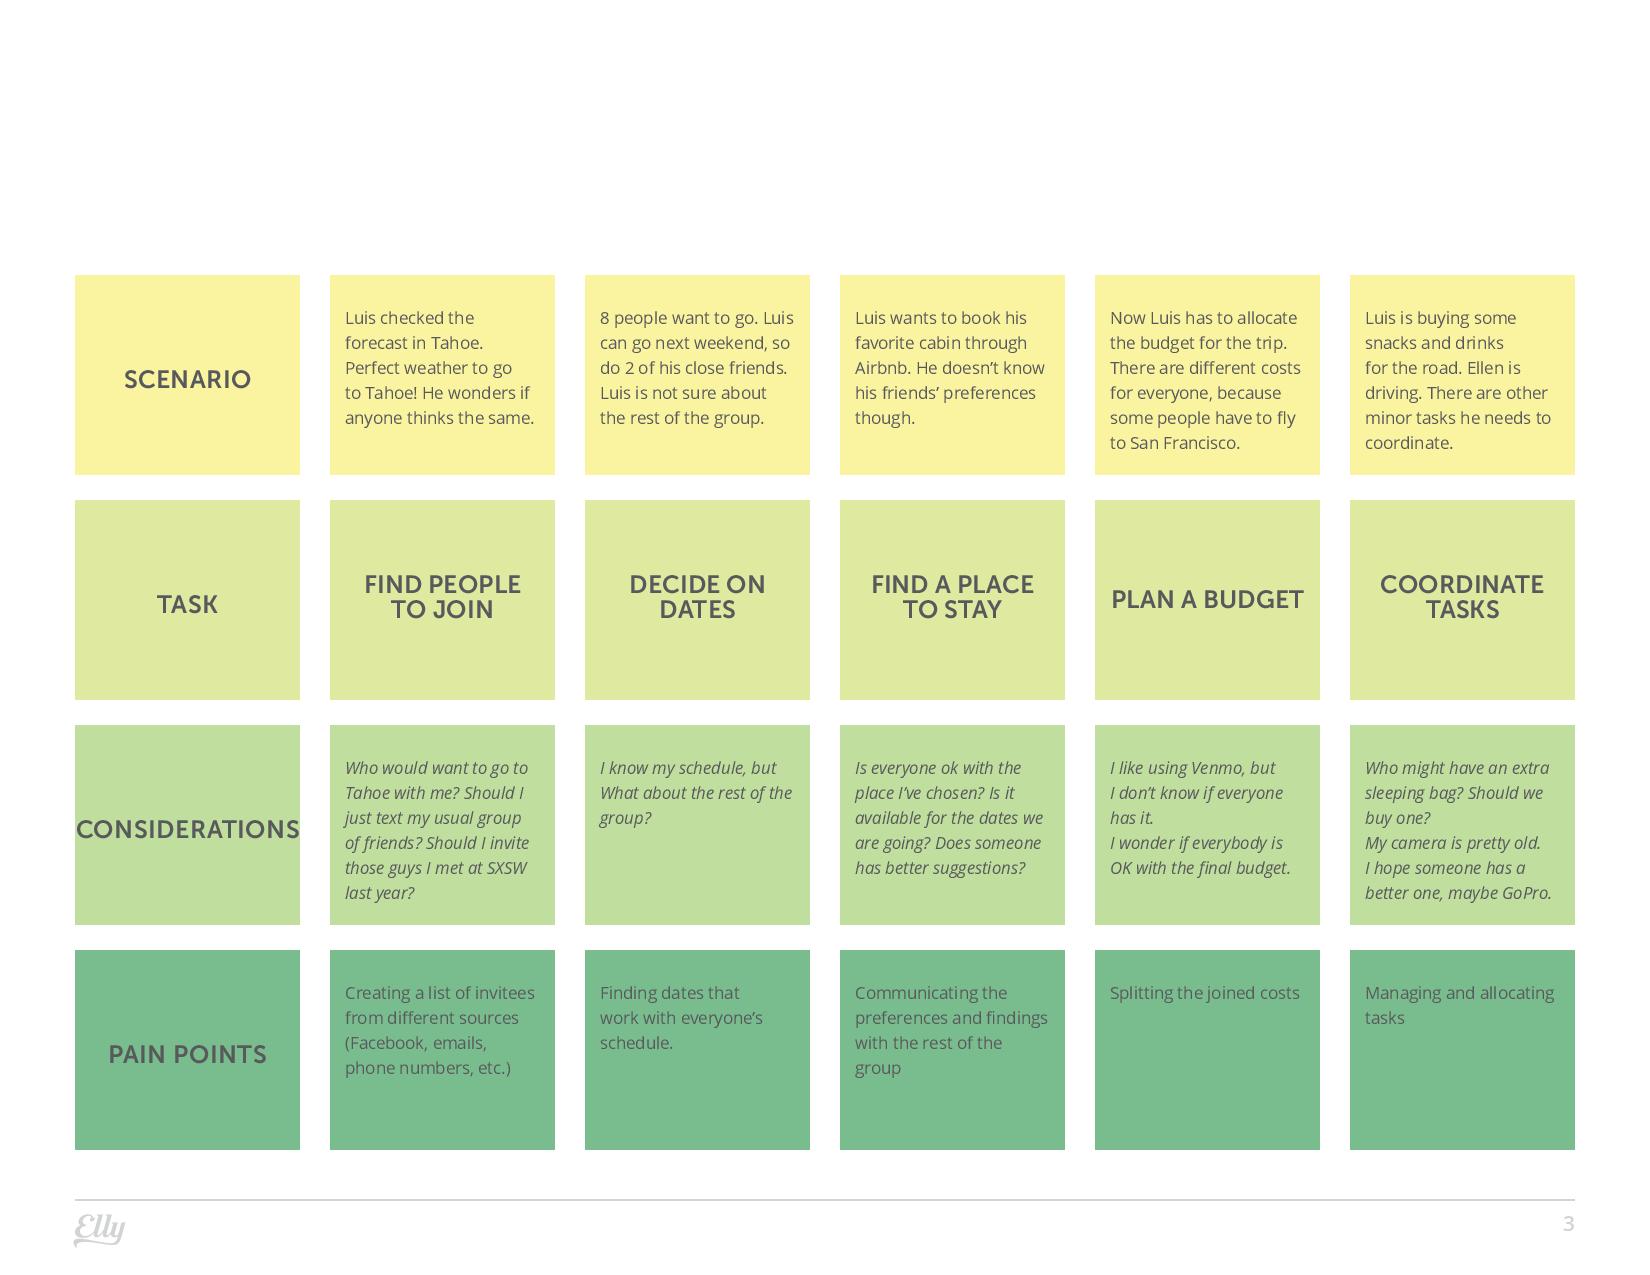 SCENARIO
Luis checked the
forecast in Tahoe.
Perfect weather to go
to Tahoe! He wonders if
anyone thinks the same.
8 people want to go. Luis
can go next weekend, so
do 2 of his close friends.
Luis is not sure about
the rest of the group.
Luis wants to book his
favorite cabin through
Airbnb. He doesn’t know
his friends’ preferences
though.
Now Luis has to allocate
the budget for the trip.
There are different costs
for everyone, because
some people have to fly
to San Francisco.
Luis is buying some
snacks and drinks
for the road. Ellen is
driving. There are other
minor tasks he needs to
coordinate.
TASK
FIND PEOPLE
TO JOIN
DECIDE ON
DATES
FIND A PLACE
TO STAY
PLAN A BUDGET
COORDINATE
TASKS
CONSIDERATIONS
Who would want to go to
Tahoe with me? Should I
just text my usual group
of friends? Should I invite
those guys I met at SXSW
last year?
I know my schedule, but
What about the rest of the
group?
Is everyone ok with the
place I’ve chosen? Is it
available for the dates we
are going? Does someone
has better suggestions?
I like using Venmo, but
I don’t know if everyone
has it.
I wonder if everybody is
OK with the final budget.
Who might have an extra
sleeping bag? Should we
buy one?
My camera is pretty old.
I hope someone has a
better one, maybe GoPro.
PAIN POINTS
Creating a list of invitees
from different sources
(Facebook, emails,
phone numbers, etc.)
Finding dates that
work with everyone’s
schedule.
Communicating the
preferences and findings
with the rest of the
group
Splitting the joined costs
Managing and allocating
tasks
Elly
3